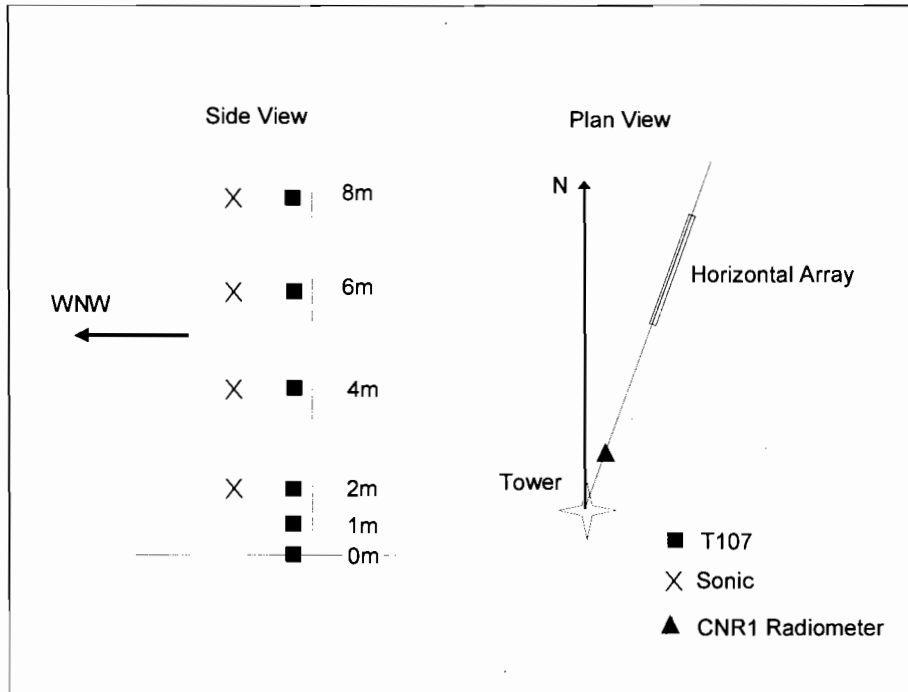 Side View
8m
6m
WNW
4m
2m
1m
0m
Plan View
N
Horizontal Array
Tower
T107
Sonic
CNR1 Radiometer